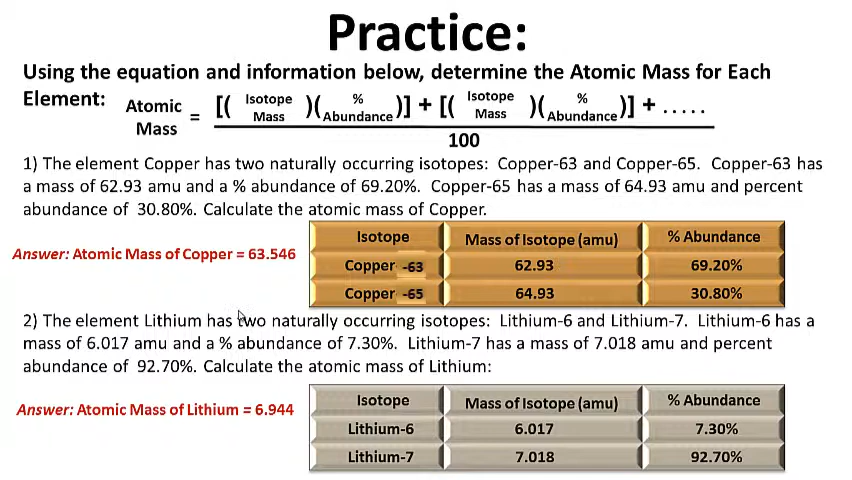 Practice:
Using the equation and information below, determine the Atomic Mass for Each
Element:
Atomic Mass = [( Isotope Mass )( % Abundance )] + [( Isotope Mass )( % Abundance )] + .....
100
1) The element Copper has two naturally occurring isotopes: Copper-63 and Copper-65. Copper-63 has
a mass of 62.93 amu and a % abundance of 69.20%. Copper-65 has a mass of 64.93 amu and percent
abundance of 30.80%. Calculate the atomic mass of Copper.
Answer: Atomic Mass of Copper = 63.546
Isotope Mass of Isotope (amu) % Abundance
Copper -63 62.93 69.20%
Copper -65 64.93 30.80%
2) The element Lithium has two naturally occurring isotopes: Lithium-6 and Lithium-7. Lithium-6 has a
mass of 6.017 amu and a % abundance of 7.30%. Lithium-7 has a mass of 7.018 amu and percent
abundance of 92.70%. Calculate the atomic mass of Lithium:
Answer: Atomic Mass of Lithium = 6.944
Isotope Mass of Isotope (amu) % Abundance
Lithium-6 6.017 7.30%
Lithium-7 7.018 92.70%